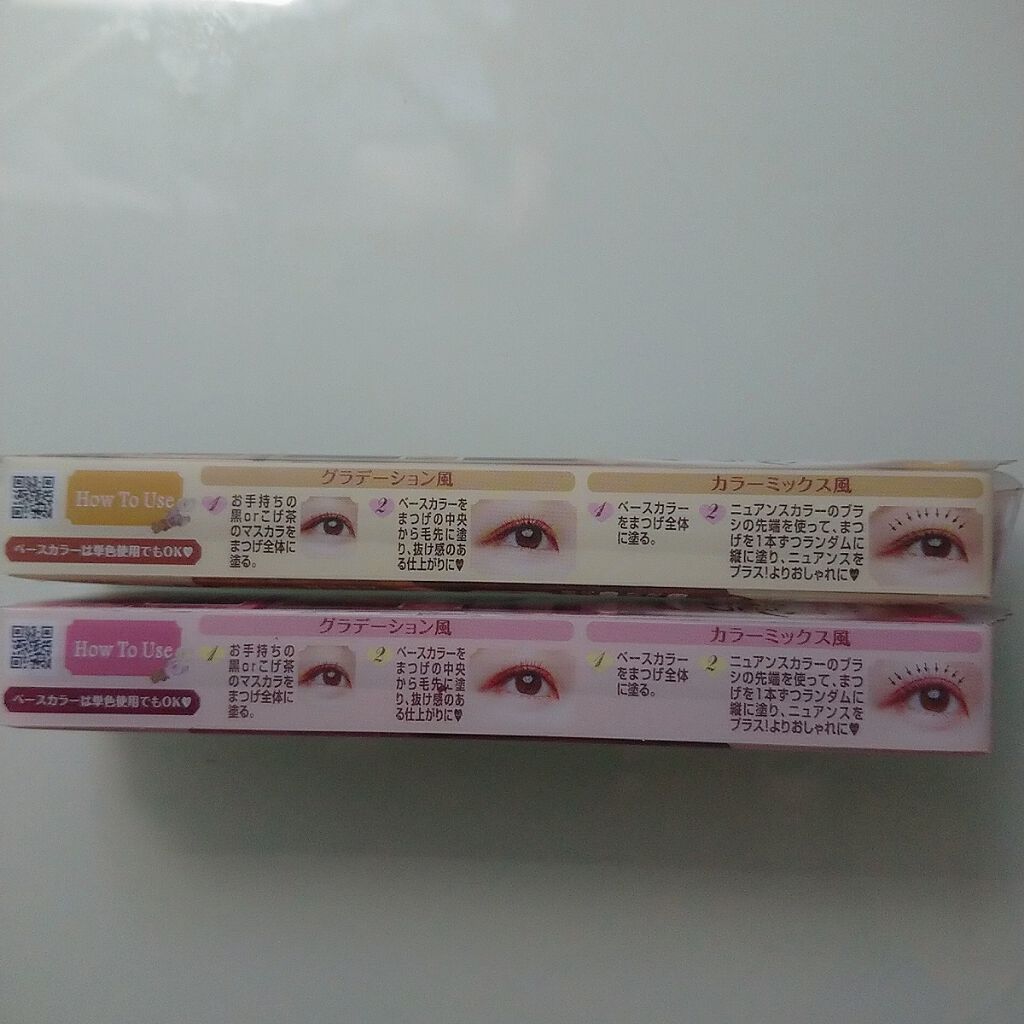 How To Use
ベースカラーは単色使用でもOK♥
グラデーション風
1
お手持ちの
黒orこげ茶
のマスカラを
まつげ全体に
塗る。
2
ベースカラーを
まつげの中央
から毛先に塗
り、抜け感のあ
る仕上がりに♥
カラーミックス風
1
ベースカラー
をまつげ全体
に塗る。
2
ニュアンスカラーのブラ
シの先端を使って、まつ
げを1本ずつランダムに
縦に塗り、ニュアンスを
プラス!よりおしゃれに♥
How To Use
ベースカラーは単色使用でもOK♥
グラデーション風
1
お手持ちの
黒orこげ茶
のマスカラを
まつげ全体に
塗る。
2
ベースカラーを
まつげの中央
から毛先に塗
り、抜け感のあ
る仕上がりに♥
カラーミックス風
1
ベースカラー
をまつげ全体
に塗る。
2
ニュアンスカラーのブラ
シの先端を使って、まつ
げを1本ずつランダムに
縦に塗り、ニュアンスを
プラス!よりおしゃれに♥